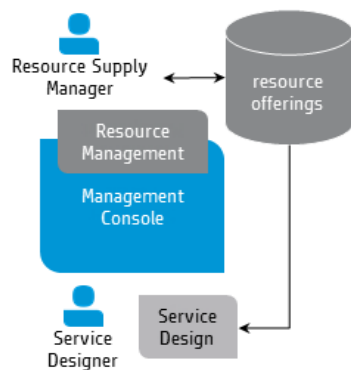 Resource Supply
Manager
resource
offerings
Resource
Management
Management
Console
Service
Designer
Service
Design